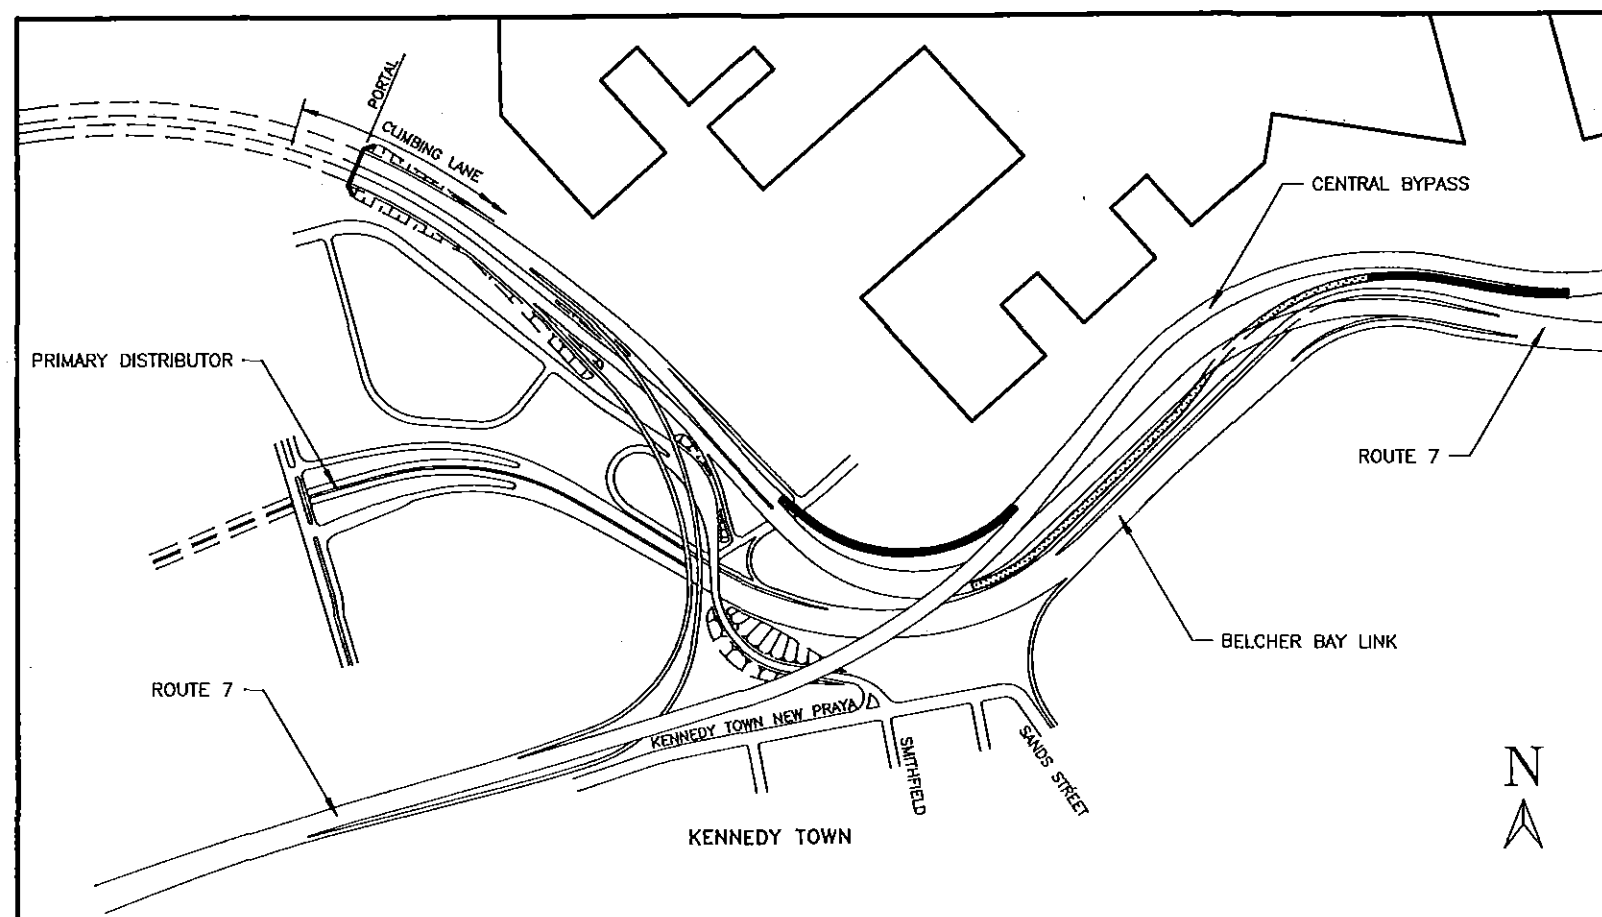 PORTAL
CLIMBING LANE
CENTRAL BYPASS
PRIMARY DISTRIBUTOR
ROUTE 7
BELCHER BAY LINK
ROUTE 7
KENNEDY TOWN NEW PRAYA
SMITHFIELD
SANDS STREET
KENNEDY TOWN
N